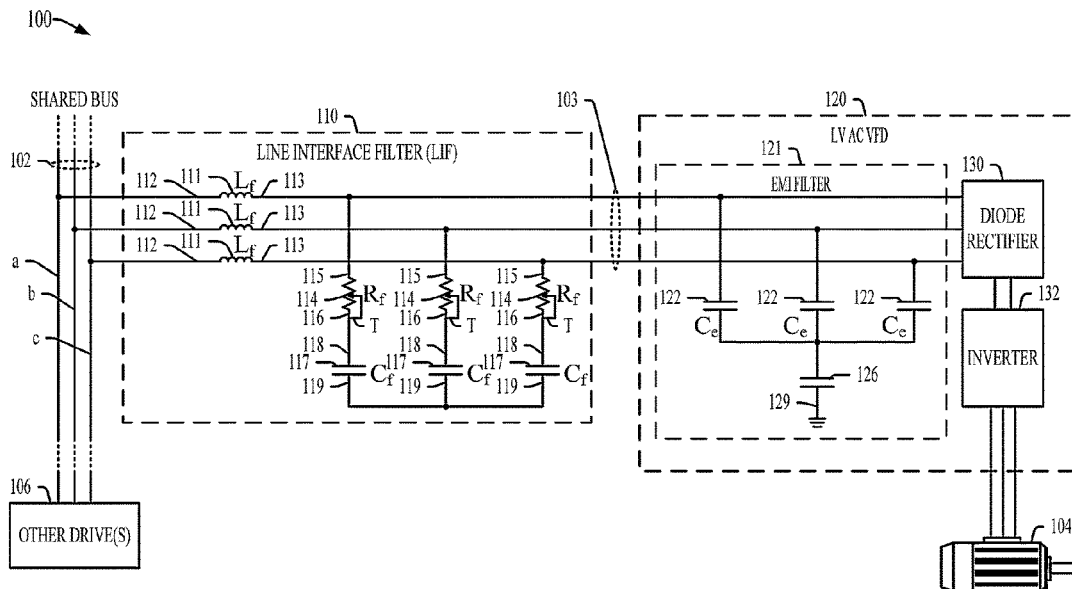 100
SHARED BUS
102
110
LINE INTERFACE FILTER (LIF)
103
120
LV AC VFD
121
EMI FILTER
130
DIODE
RECTIFIER
112 111 Lf 113
112 111 Lf 113
112 111 Lf 113
a
b
c
115 115 115
114 Rf 114 Rf 114 Rf
116 T 116 T 116 T
118 118 118
117 Cf 117 Cf 117 Cf
119 119 119
122 122 122
Ce Ce Ce
126
129
132
INVERTER
106
OTHER DRIVE(S)
104